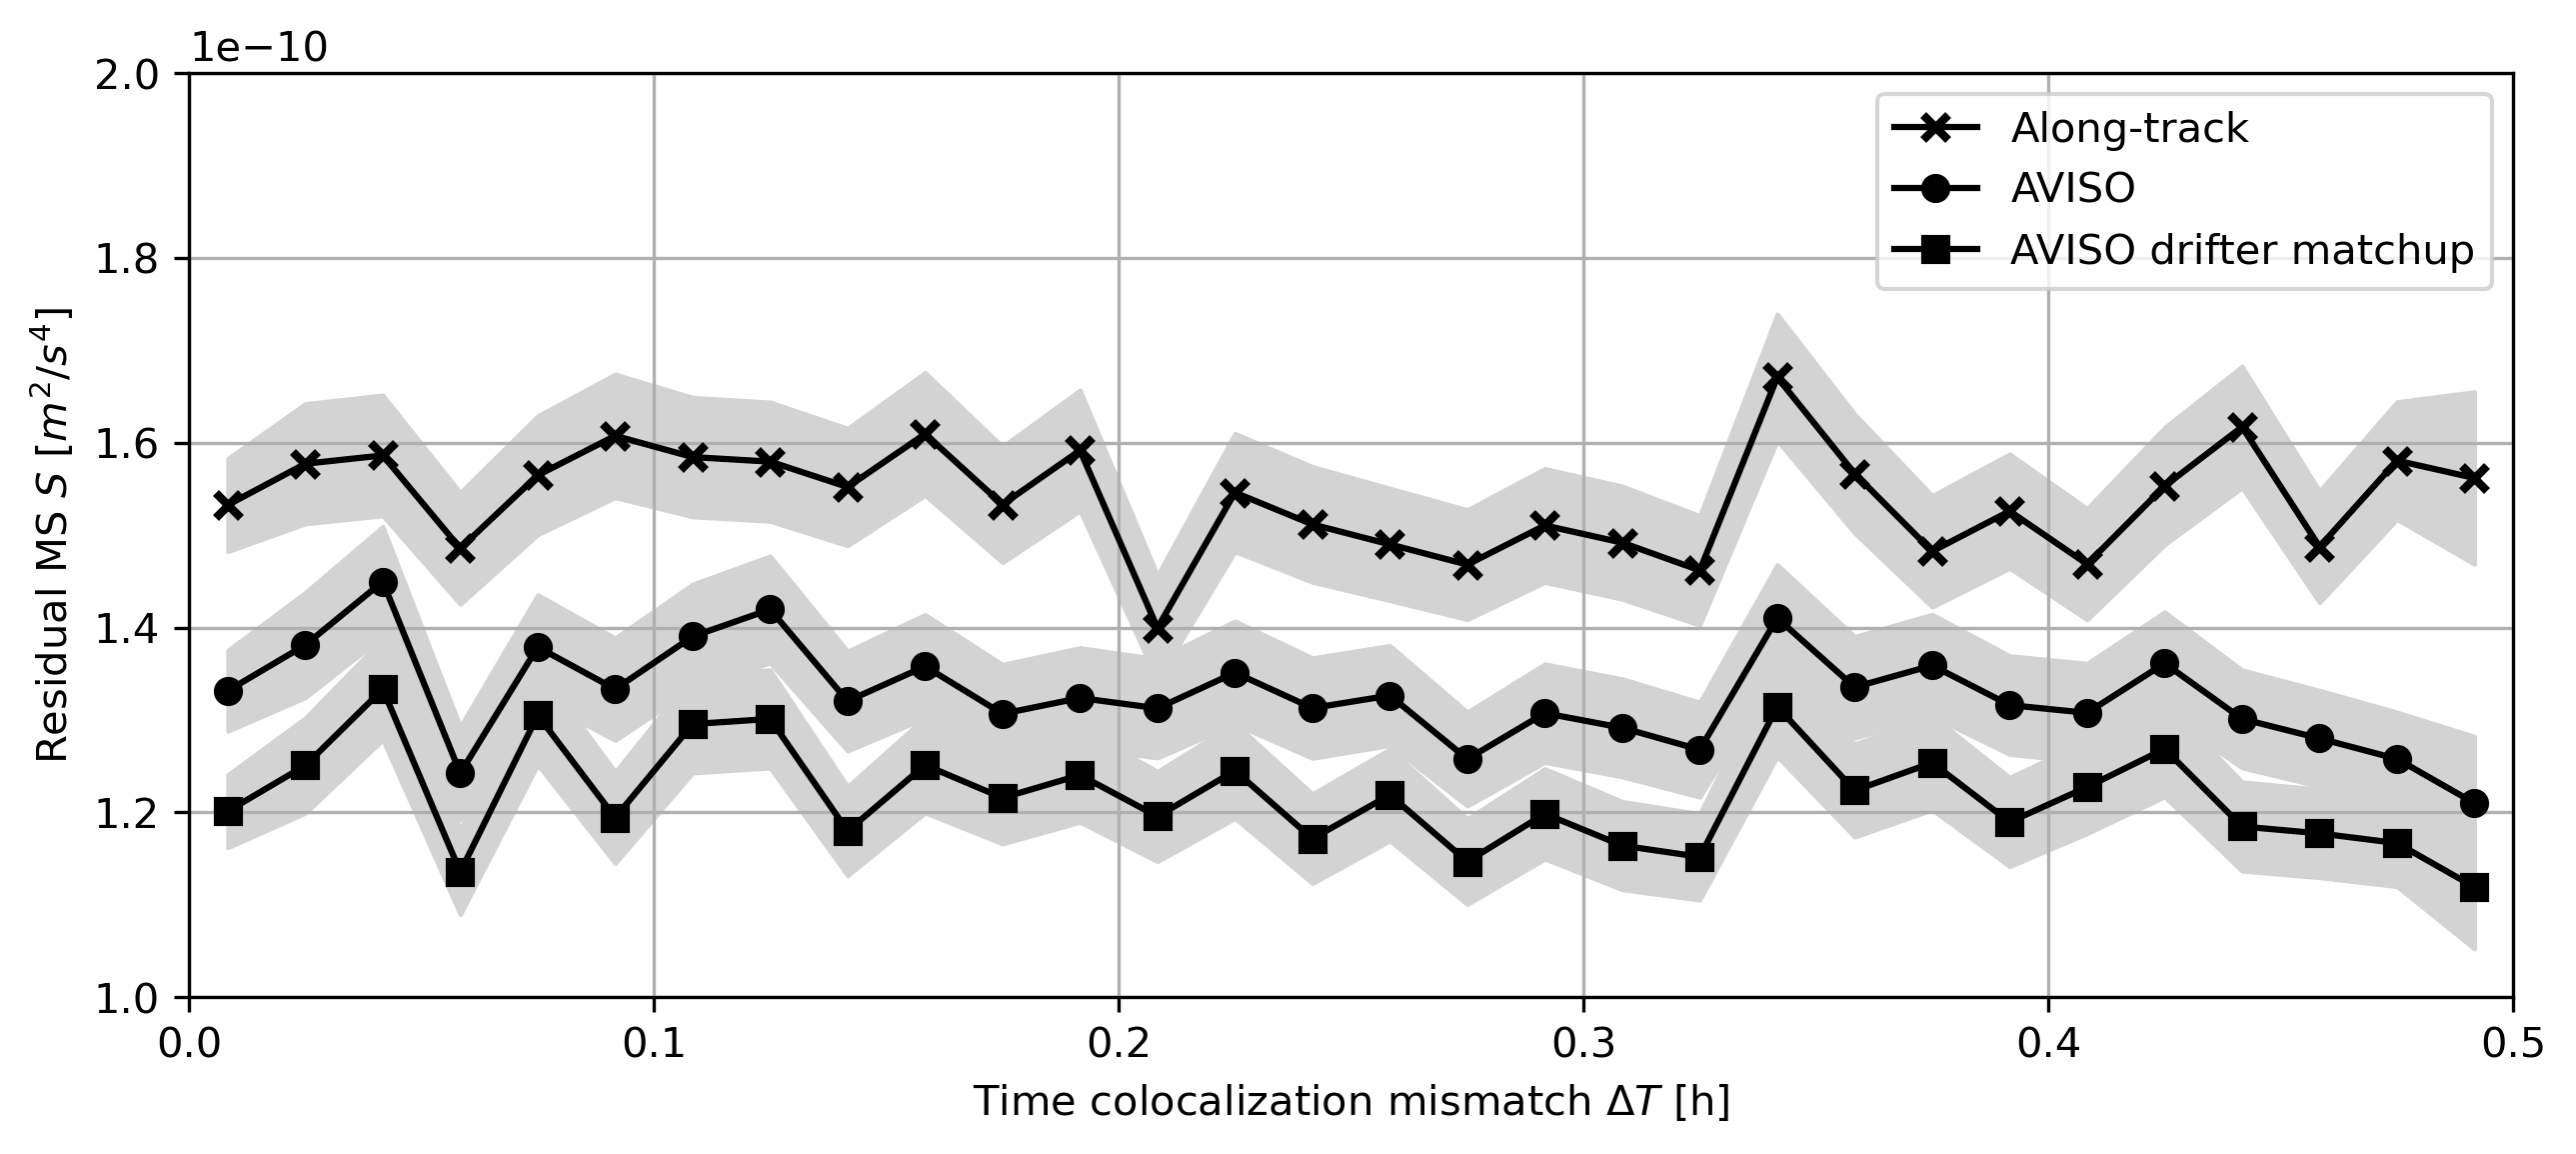 1e−10
2.0
1.8
1.6
1.4
1.2
1.0
Residual MS S [m²/s⁴]
Along-track
AVISO
AVISO drifter matchup
0.0 0.1 0.2 0.3 0.4 0.5
Time colocalization mismatch ΔT [h]